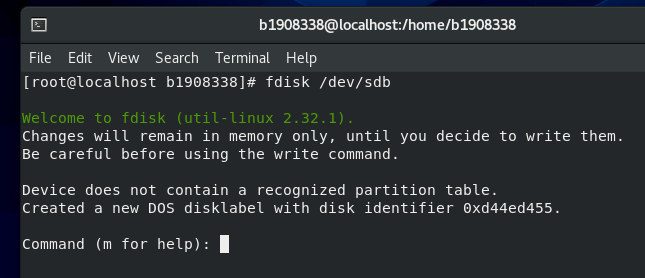 b1908338@localhost:/home/b1908338
File Edit View Search Terminal Help
[root@localhost b1908338]# fdisk /dev/sdb
Welcome to fdisk (util-linux 2.32.1).
Changes will remain in memory only, until you decide to write them.
Be careful before using the write command.
Device does not contain a recognized partition table.
Created a new DOS disklabel with disk identifier 0xd44ed455.
Command (m for help):